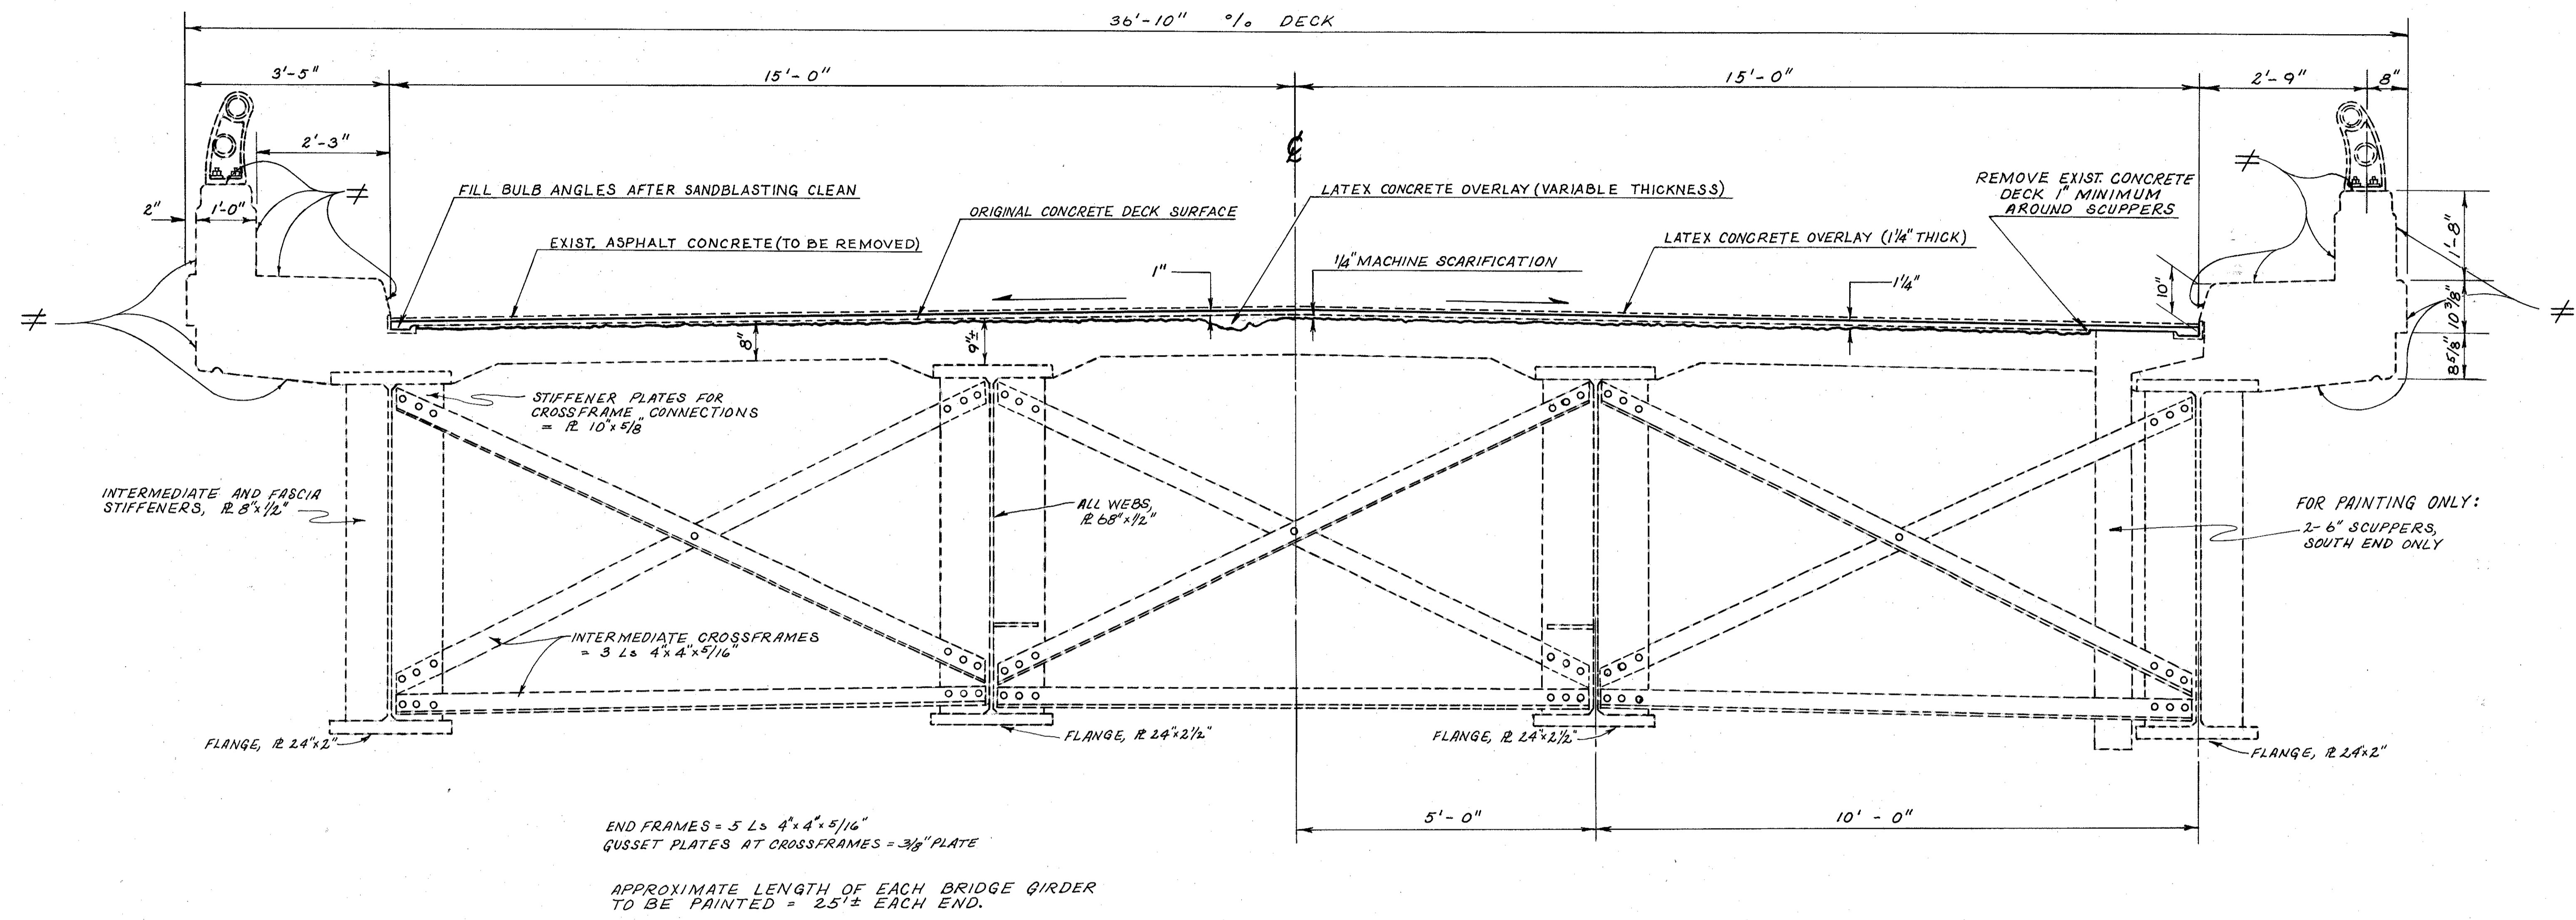 36'-10" o/o DECK
3'-5"
15'-0"
15'-0"
2'-9"
8"
2'-3"
2"
1'-0"
FILL BULB ANGLES AFTER SANDBLASTING CLEAN
ORIGINAL CONCRETE DECK SURFACE
EXIST. ASPHALT CONCRETE (TO BE REMOVED)
LATEX CONCRETE OVERLAY (VARIABLE THICKNESS)
LATEX CONCRETE OVERLAY (1¼" THICK)
¼" MACHINE SCARIFICATION
REMOVE EXIST. CONCRETE
DECK 1" MINIMUM
AROUND SCUPPERS
1"
1¼"
10"
1'-8"
10 3/8"
8 5/8"
8"
9"±
STIFFENER PLATES FOR
CROSSFRAME CONNECTIONS
= ℄ 10"x 5/8"
INTERMEDIATE AND FASCIA
STIFFENERS, ℄ 8"x ½"
ALL WEBS,
℄ 68"x ½"
FOR PAINTING ONLY:
2-6" SCUPPERS,
SOUTH END ONLY
INTERMEDIATE CROSSFRAMES
= 3 Ls 4"x 4"x 5/16"
FLANGE, ℄ 24"x 2"
FLANGE, ℄ 24"x 2½"
FLANGE, ℄ 24"x 2½"
FLANGE, ℄ 24"x 2"
5'-0"
10'-0"
END FRAMES = 5 Ls 4"x 4"x 5/16"
GUSSET PLATES AT CROSSFRAMES = 3/8" PLATE
APPROXIMATE LENGTH OF EACH BRIDGE GIRDER
TO BE PAINTED = 25'± EACH END.